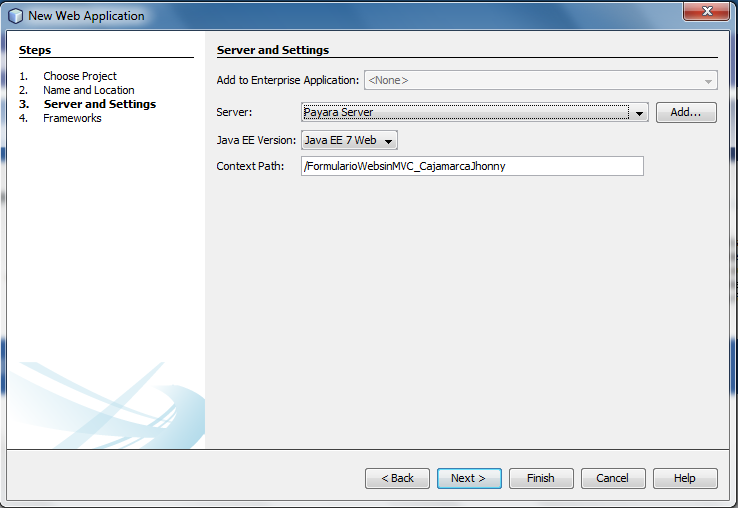 New Web Application
Steps
1. Choose Project
2. Name and Location
3. Server and Settings
4. Frameworks
Server and Settings
Add to Enterprise Application: <None>
Server: Payara Server Add...
Java EE Version: Java EE 7 Web
Context Path: /FormularioWebsinMVC_CajamarcaJhonny
< Back Next > Finish Cancel Help